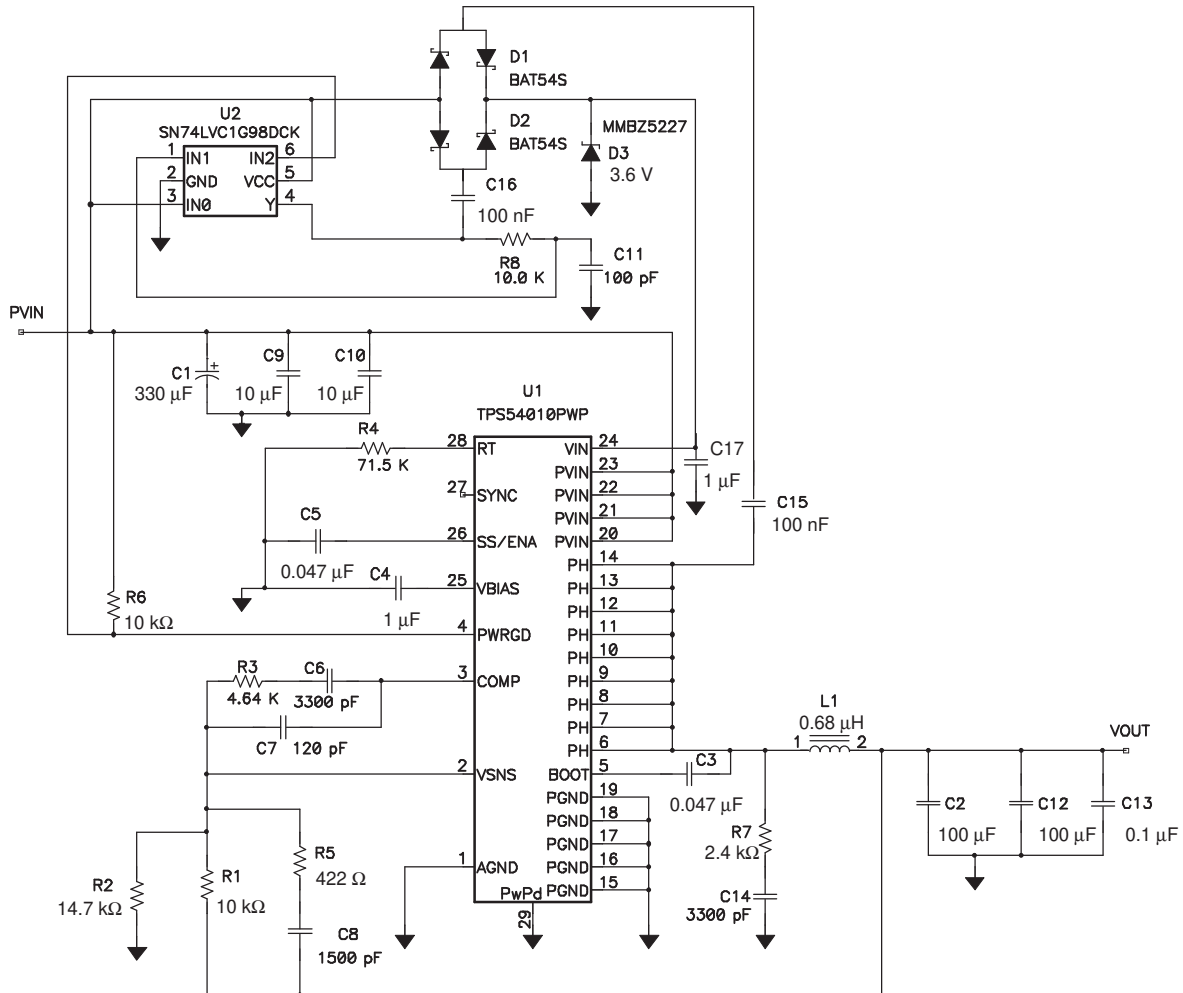 D1
BAT54S
U2
SN74LVC1G98DCK
D2
BAT54S
MMBZ5227
D3
3.6 V
1 IN1 IN2 6
2 GND VCC 5
3 IN0 Y 4
C16
100 nF
R8
10.0 K
C11
100 pF
PVIN
C1
330 µF
+
C9
10 µF
C10
10 µF
U1
TPS54010PWP
R4
71.5 K
28 RT VIN 24
PVIN 23
27 SYNC PVIN 22
PVIN 21
26 SS/ENA PVIN 20
PH 14
25 VBIAS PH 13
PH 12
4 PWRGD PH 11
PH 10
3 COMP PH 9
PH 8
PH 7
PH 6
2 VSNS BOOT 5
PGND 19
PGND 18
PGND 17
1 AGND PGND 16
PGND 15
PwPd
29
C17
1 µF
C15
100 nF
C5
0.047 µF
C4
1 µF
R6
10 kΩ
R3
4.64 K
C6
3300 pF
C7
120 pF
L1
0.68 µH
1 2
VOUT
C3
0.047 µF
R7
2.4 kΩ
C14
3300 pF
C2
100 µF
C12
100 µF
C13
0.1 µF
R2
14.7 kΩ
R1
10 kΩ
R5
422 Ω
C8
1500 pF